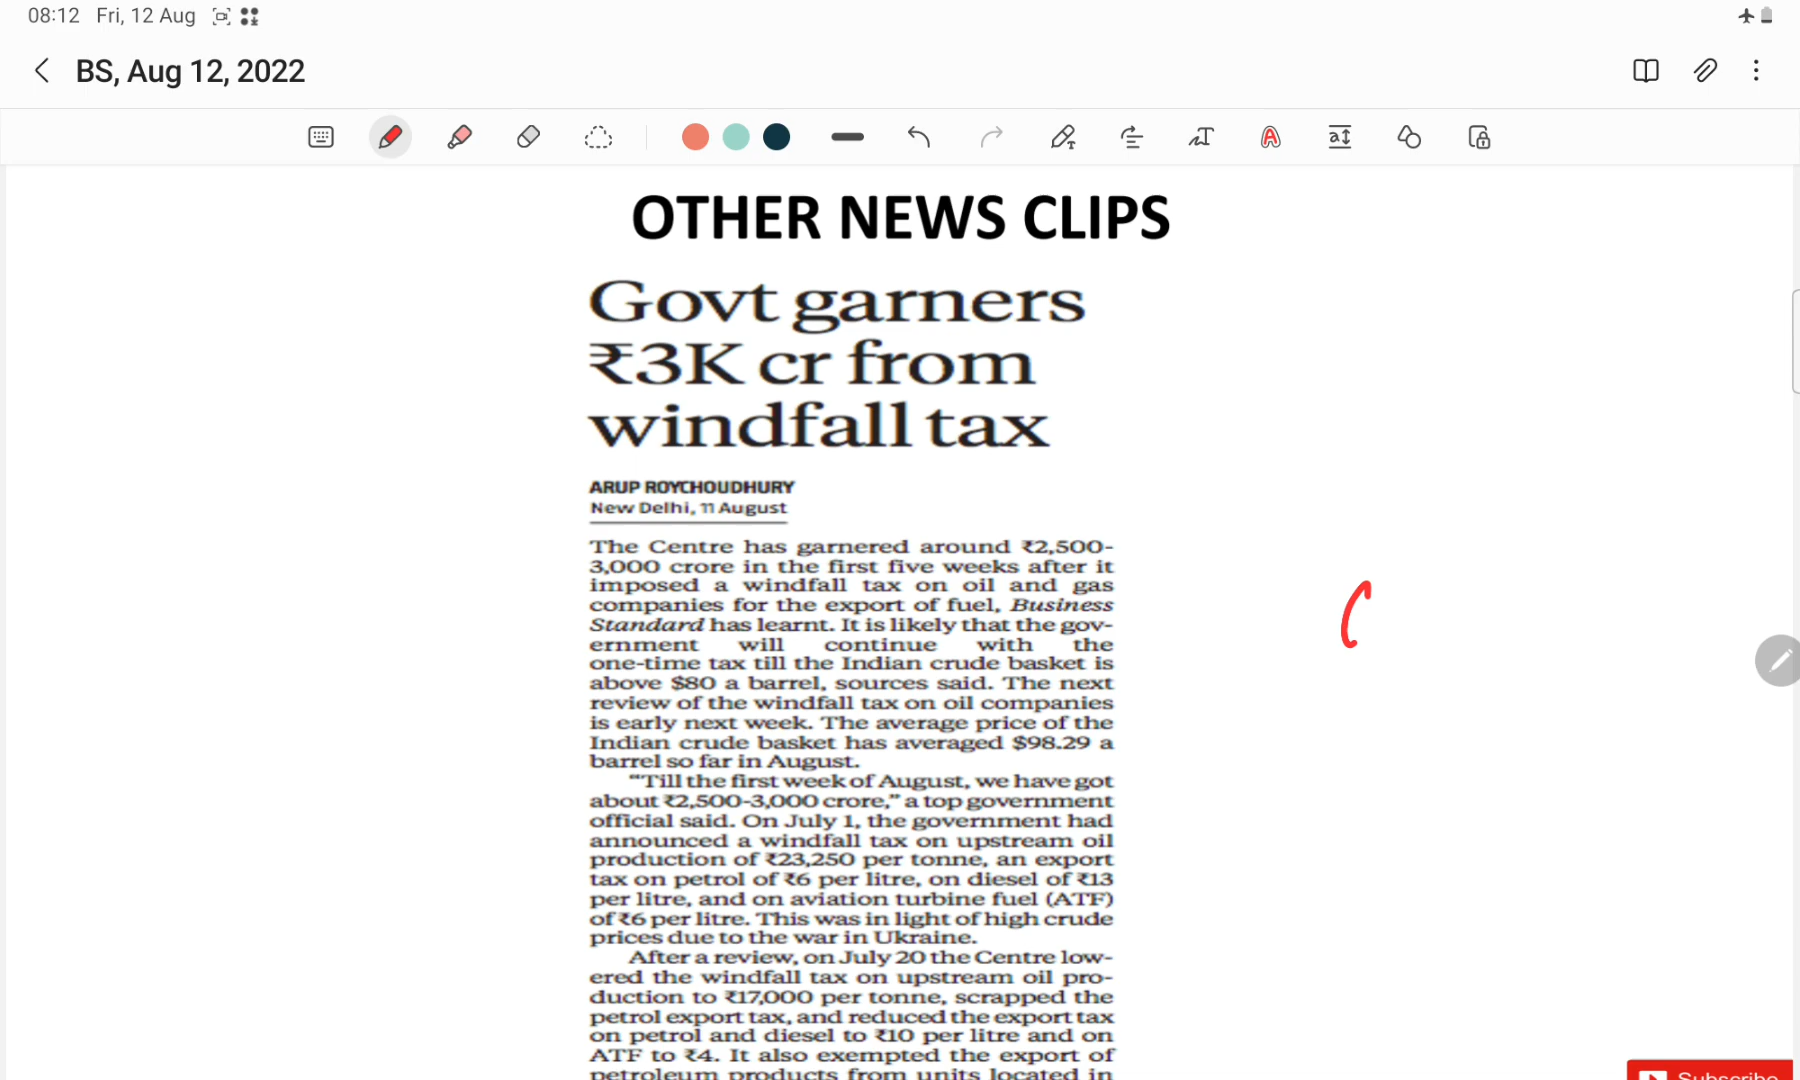 08:12 Fri, 12 Aug
BS, Aug 12, 2022
OTHER NEWS CLIPS
Govt garners
₹3K cr from
windfall tax
ARUP ROYCHOUDHURY
New Delhi, 11 August
The Centre has garnered around ₹2,500-
3,000 crore in the first five weeks after it
imposed a windfall tax on oil and gas
companies for the export of fuel, Business
Standard has learnt. It is likely that the gov-
ernment will continue with the
one-time tax till the Indian crude basket is
above $80 a barrel, sources said. The next
review of the windfall tax on oil companies
is early next week. The average price of the
Indian crude basket has averaged $98.29 a
barrel so far in August.
“Till the first week of August, we have got
about ₹2,500-3,000 crore,” a top government
official said. On July 1, the government had
announced a windfall tax on upstream oil
production of ₹23,250 per tonne, an export
tax on petrol of ₹6 per litre, on diesel of ₹13
per litre, and on aviation turbine fuel (ATF)
of ₹6 per litre. This was in light of high crude
prices due to the war in Ukraine.
After a review, on July 20 the Centre low-
ered the windfall tax on upstream oil pro-
duction to ₹17,000 per tonne, scrapped the
petrol export tax, and reduced the export tax
on petrol and diesel to ₹10 per litre and on
ATF to ₹4. It also exempted the export of
petroleum products from units located in
Subscribe